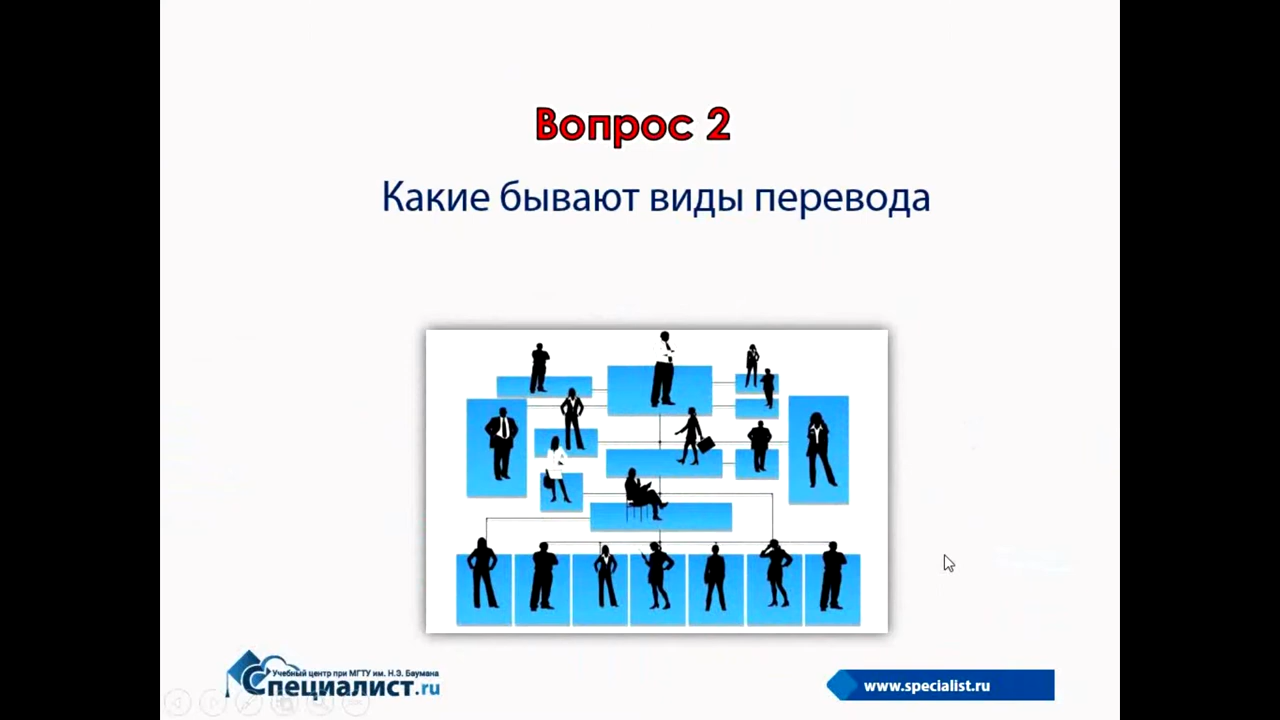 Вопрос 2
Какие бывают виды перевода
Учебный центр при МГТУ им. Н.Э. Баумана
Специалист.ru
www.specialist.ru